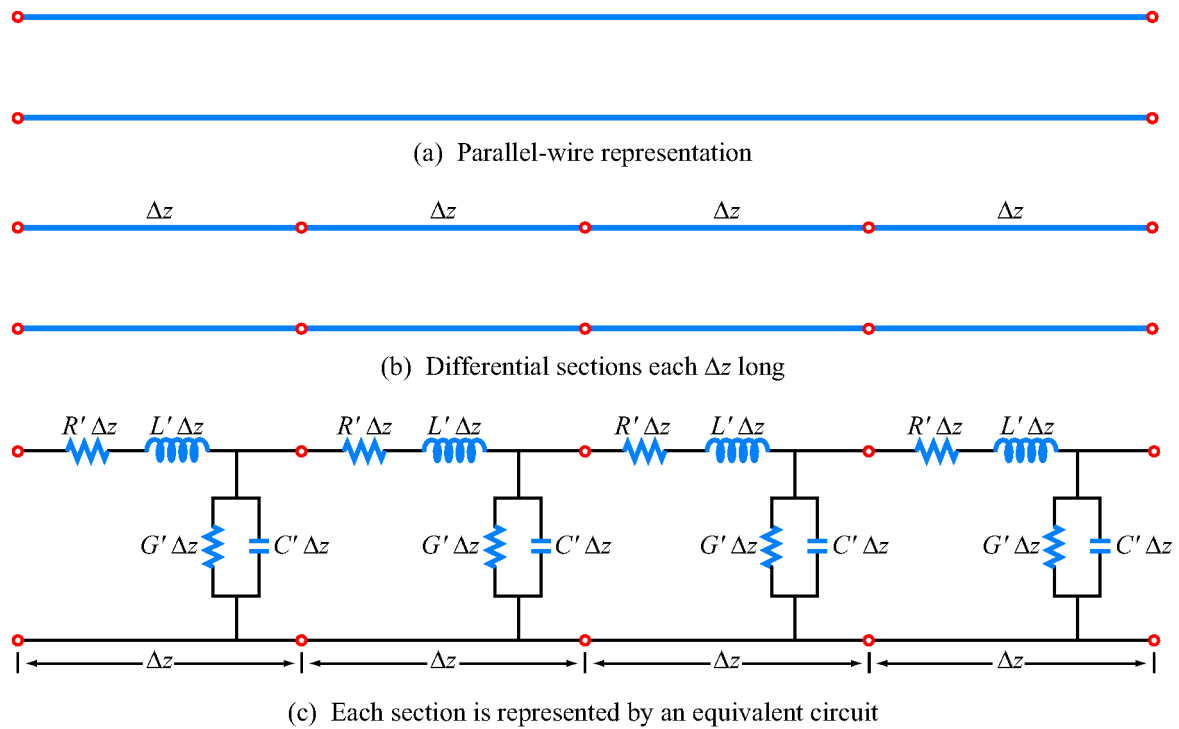 (a) Parallel-wire representation
Δz Δz Δz Δz
(b) Differential sections each Δz long
R′ Δz L′ Δz R′ Δz L′ Δz R′ Δz L′ Δz R′ Δz L′ Δz
G′ Δz C′ Δz G′ Δz C′ Δz G′ Δz C′ Δz G′ Δz C′ Δz
Δz Δz Δz Δz
(c) Each section is represented by an equivalent circuit